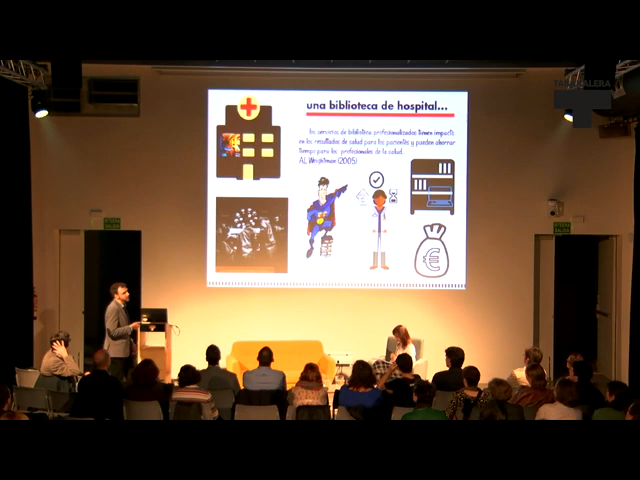 TABAKALERA
una biblioteca de hospital...
los servicios de biblioteca profesionalizados tienen impacto
en los resultados de salud para los pacientes y pueden ahorrar
tiempo para los profesionales de la salud.
A.L. Weightman (2005)
€